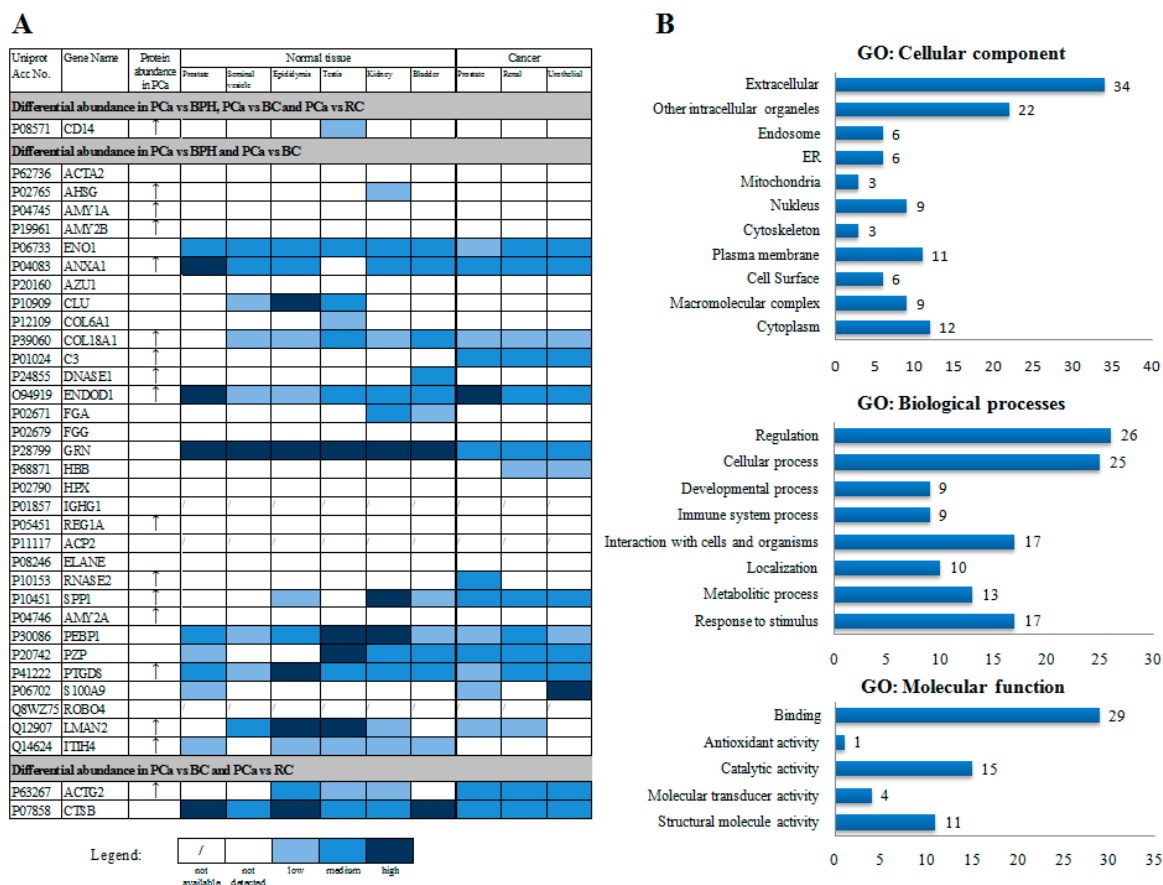 A
Uniprot Acc No. Gene Name Protein abundance in PCa Normal tissue Cancer
Prostate Seminal vesicle Epididymis Testis Kidney Bladder Prostate Renal Urothelial
Differential abundance in PCa vs BPH, PCa vs BC and PCa vs RC
P08571 CD14 ↑
Differential abundance in PCa vs BPH and PCa vs BC
P62736 ACTA2
P02765 AHSG ↑
P04745 AMY1A ↑
P19961 AMY2B ↑
P06733 ENO1
P04083 ANXA1 ↑
P20160 AZU1
P10909 CLU
P12109 COL6A1
P39060 COL18A1 ↑
P01024 C3 ↑
P24855 DNASE1 ↑
O94919 ENDOD1 ↑
P02671 FGA
P02679 FGG
P28799 GRN
P68871 HBB
P02790 HPX
P01857 IGHG1 / / / / / / / / /
P05451 REG1A ↑
P11117 ACP2 / / / / / / / / /
P08246 ELANE
P10153 RNASE2 ↑
P10451 SPP1 ↑
P04746 AMY2A ↑
P30086 PEBP1
P20742 PZP
P41222 PTGDS ↑
P06702 S100A9
Q8WZ75 ROBO4 / / / / / / / / /
Q12907 LMAN2 ↑
Q14624 ITIH4 ↑
Differential abundance in PCa vs BC and PCa vs RC
P63267 ACTG2 ↑
P07858 CTSB
Legend: / not available not detected low medium high
B
GO: Cellular component
Extracellular 34
Other intracellular organeles 22
Endosome 6
ER 6
Mitochondria 3
Nukleus 9
Cytoskeleton 3
Plasma membrane 11
Cell Surface 6
Macromolecular complex 9
Cytoplasm 12
0 5 10 15 20 25 30 35 40
GO: Biological processes
Regulation 26
Cellular process 25
Developmental process 9
Immune system process 9
Interaction with cells and organisms 17
Localization 10
Metabolitic process 13
Response to stimulus 17
0 5 10 15 20 25 30
GO: Molecular function
Binding 29
Antioxidant activity 1
Catalytic activity 15
Molecular transducer activity 4
Structural molecule activity 11
0 5 10 15 20 25 30 35